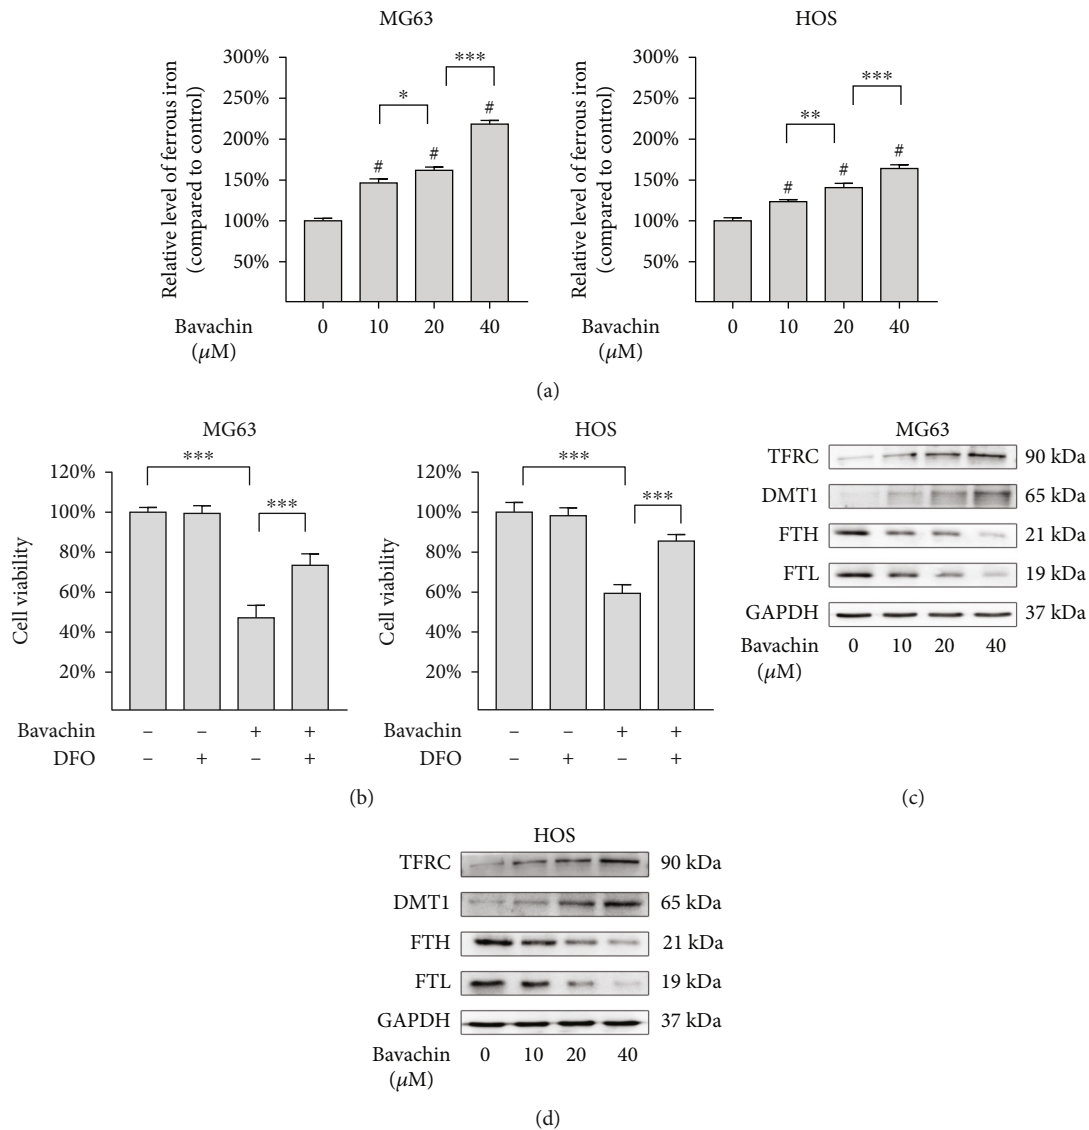 MG63
300%
250%
200%
150%
100%
50%
Relative level of ferrous iron
(compared to control)
#
#
#
*
***
Bavachin
(μM)
0 10 20 40
HOS
300%
250%
200%
150%
100%
50%
Relative level of ferrous iron
(compared to control)
#
#
#
**
***
Bavachin
(μM)
0 10 20 40
(a)
MG63
120%
100%
80%
60%
40%
20%
Cell viability
***
***
Bavachin – – + +
DFO – + – +
HOS
120%
100%
80%
60%
40%
20%
Cell viability
***
***
Bavachin – – + +
DFO – + – +
(b)
MG63
TFRC 90 kDa
DMT1 65 kDa
FTH 21 kDa
FTL 19 kDa
GAPDH 37 kDa
Bavachin 0 10 20 40
(μM)
(c)
HOS
TFRC 90 kDa
DMT1 65 kDa
FTH 21 kDa
FTL 19 kDa
GAPDH 37 kDa
Bavachin 0 10 20 40
(μM)
(d)